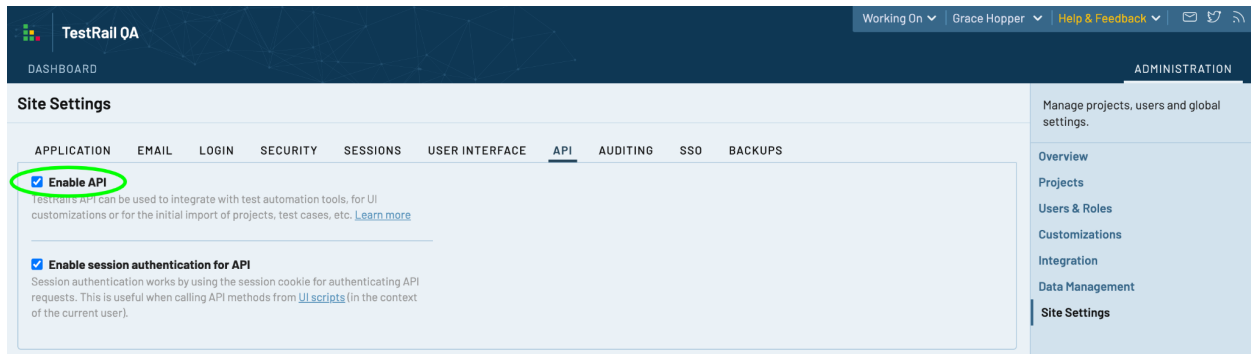 Working On Grace Hopper Help & Feedback
TestRail QA
DASHBOARD
ADMINISTRATION
Site Settings
APPLICATION EMAIL LOGIN SECURITY SESSIONS USER INTERFACE API AUDITING SSO BACKUPS
Enable API
TestRail's API can be used to integrate with test automation tools, for UI
customizations or for the initial import of projects, test cases, etc. Learn more
Enable session authentication for API
Session authentication works by using the session cookie for authenticating API
requests. This is useful when calling API methods from UI scripts (in the context
of the current user).
Manage projects, users and global
settings.
Overview
Projects
Users & Roles
Customizations
Integration
Data Management
Site Settings